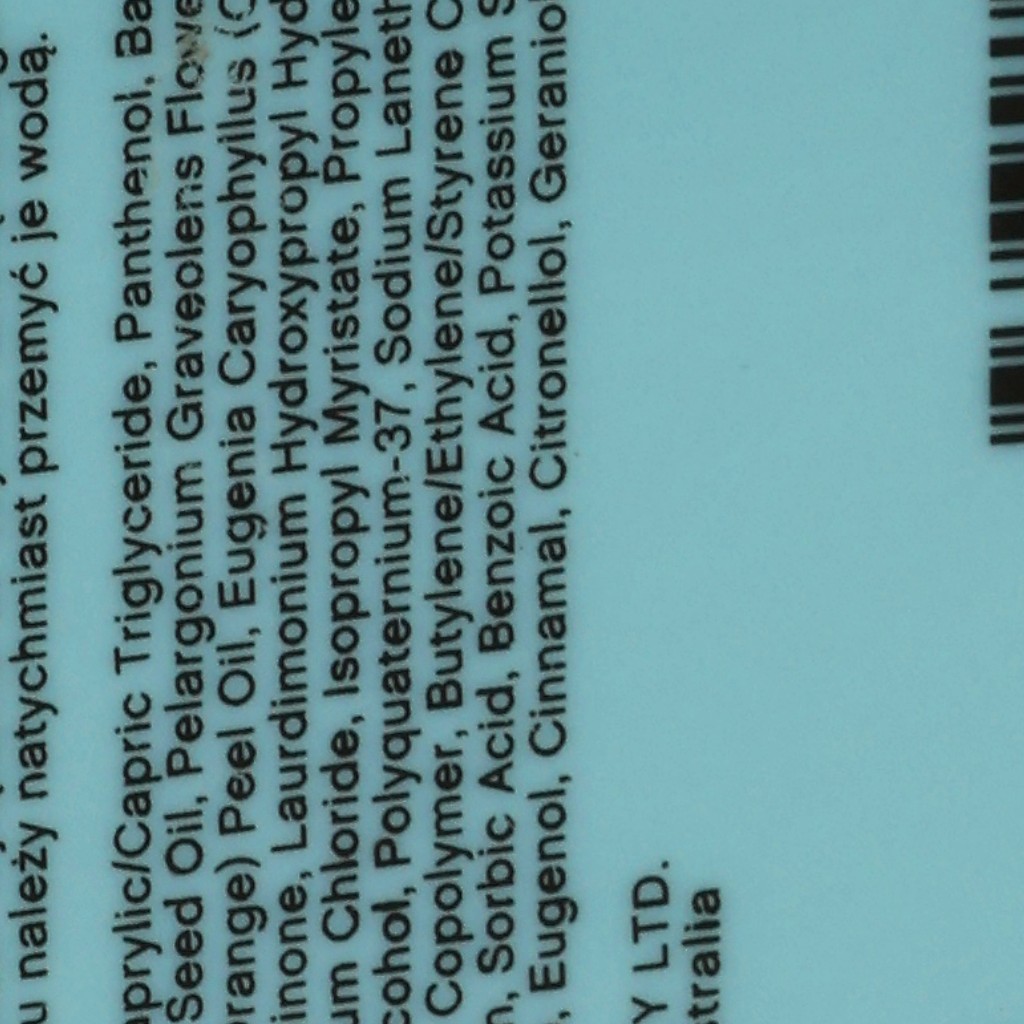 należy natychmiast przemyć je wodą.
aprylic/Capric Triglyceride, Panthenol, Ba
Seed Oil, Pelargonium Graveolens Flowe
range) Peel Oil, Eugenia Caryophyllus (C
inone, Laurdimonium Hydroxypropyl Hyd
um Chloride, Isopropyl Myristate, Propyle
cohol, Polyquaternium-37, Sodium Laneth
Copolymer, Butylene/Ethylene/Styrene C
n, Sorbic Acid, Benzoic Acid, Potassium S
, Eugenol, Cinnamal, Citronellol, Geraniol
Y LTD.
stralia